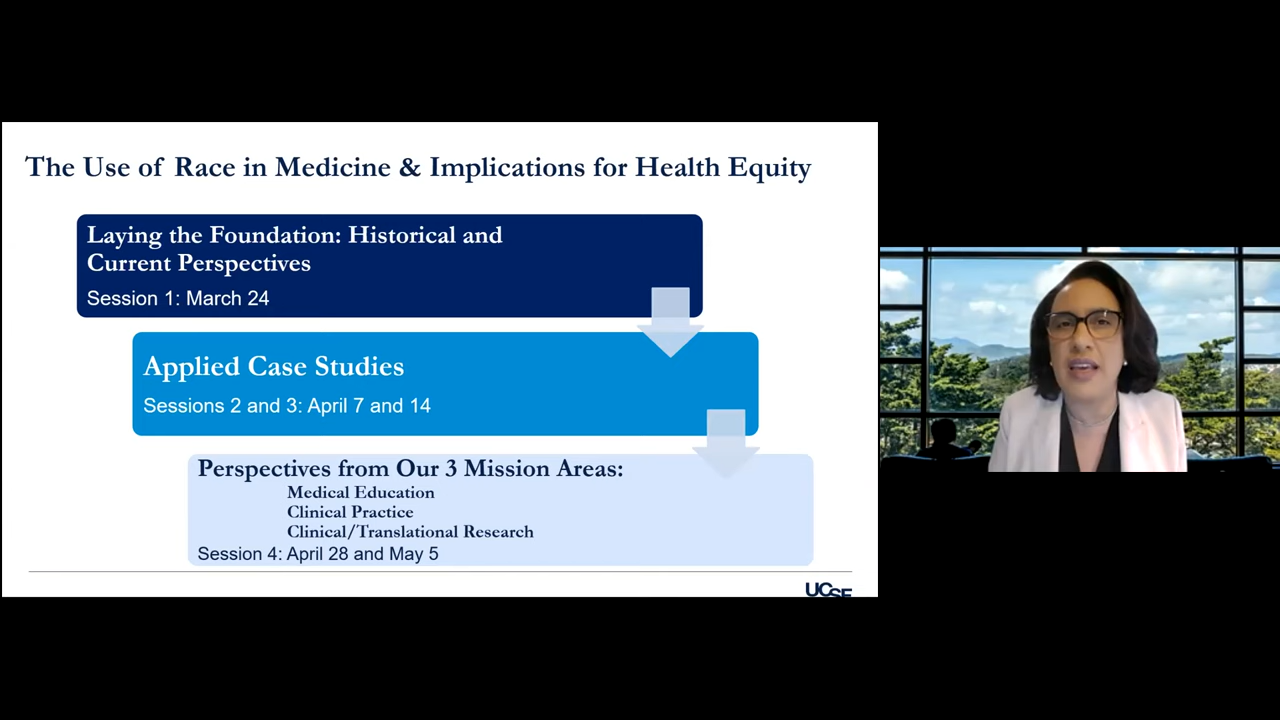 The Use of Race in Medicine & Implications for Health Equity
Laying the Foundation: Historical and
Current Perspectives
Session 1: March 24
Applied Case Studies
Sessions 2 and 3: April 7 and 14
Perspectives from Our 3 Mission Areas:
Medical Education
Clinical Practice
Clinical/Translational Research
Session 4: April 28 and May 5
UCSF